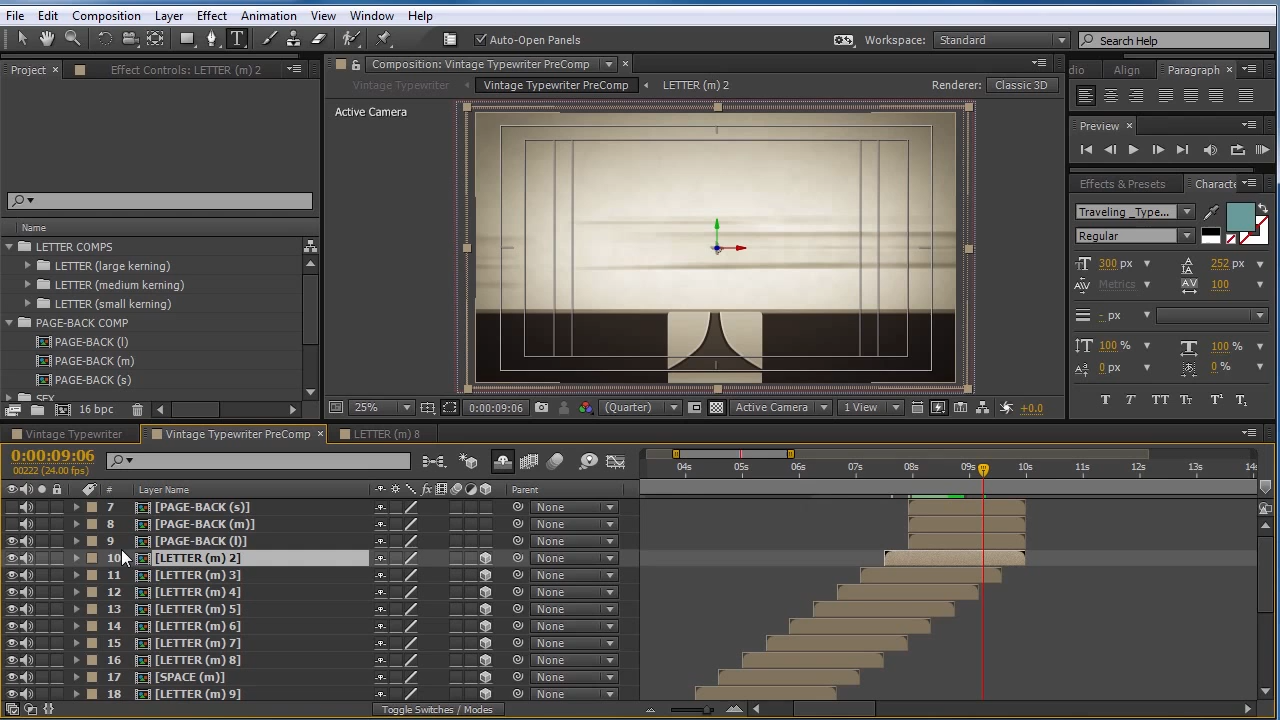 File Edit Composition Layer Effect Animation View Window Help
Auto-Open Panels Workspace: Standard Search Help
Project Effect Controls: LETTER (m) 2 Composition: Vintage Typewriter PreComp dio Align Paragraph
Vintage Typewriter Vintage Typewriter PreComp LETTER (m) 2 Renderer: Classic 3D
Active Camera
Preview
Effects & Presets Characte
Traveling _Type...
Regular
Name
LETTER COMPS
LETTER (large kerning)
LETTER (medium kerning)
LETTER (small kerning)
PAGE-BACK COMP
PAGE-BACK (l)
PAGE-BACK (m)
PAGE-BACK (s)
SFX
300 px 252 px
Metrics 100
- px
100 % 100 %
0 px 0 %
T T TT Tr T¹ T₁
16 bpc 25% 0:00:09:06 (Quarter) Active Camera 1 View +0.0
Vintage Typewriter Vintage Typewriter PreComp LETTER (m) 8
0:00:09:06
00222 (24.00 fps)
04s 05s 06s 07s 08s 09s 10s 11s 12s 13s 14s
# Layer Name fx Parent
7 [PAGE-BACK (s)] None
8 [PAGE-BACK (m)] None
9 [PAGE-BACK (l)] None
10 [LETTER (m) 2] None
11 [LETTER (m) 3] None
12 [LETTER (m) 4] None
13 [LETTER (m) 5] None
14 [LETTER (m) 6] None
15 [LETTER (m) 7] None
16 [LETTER (m) 8] None
17 [SPACE (m)] None
18 [LETTER (m) 9] None
Toggle Switches / Modes